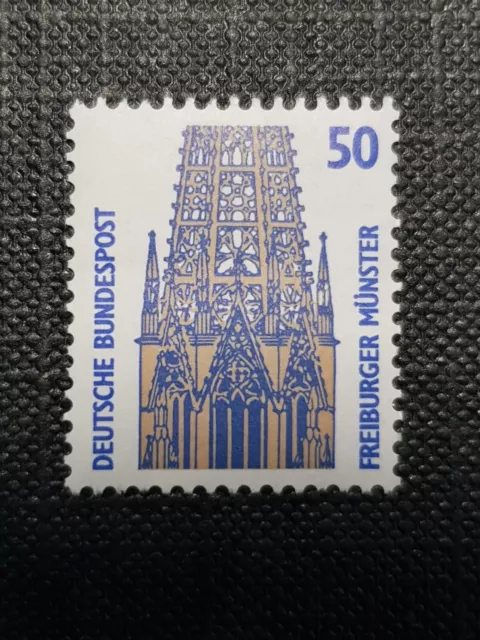 DEUTSCHE BUNDESPOST
50
FREIBURGER MÜNSTER